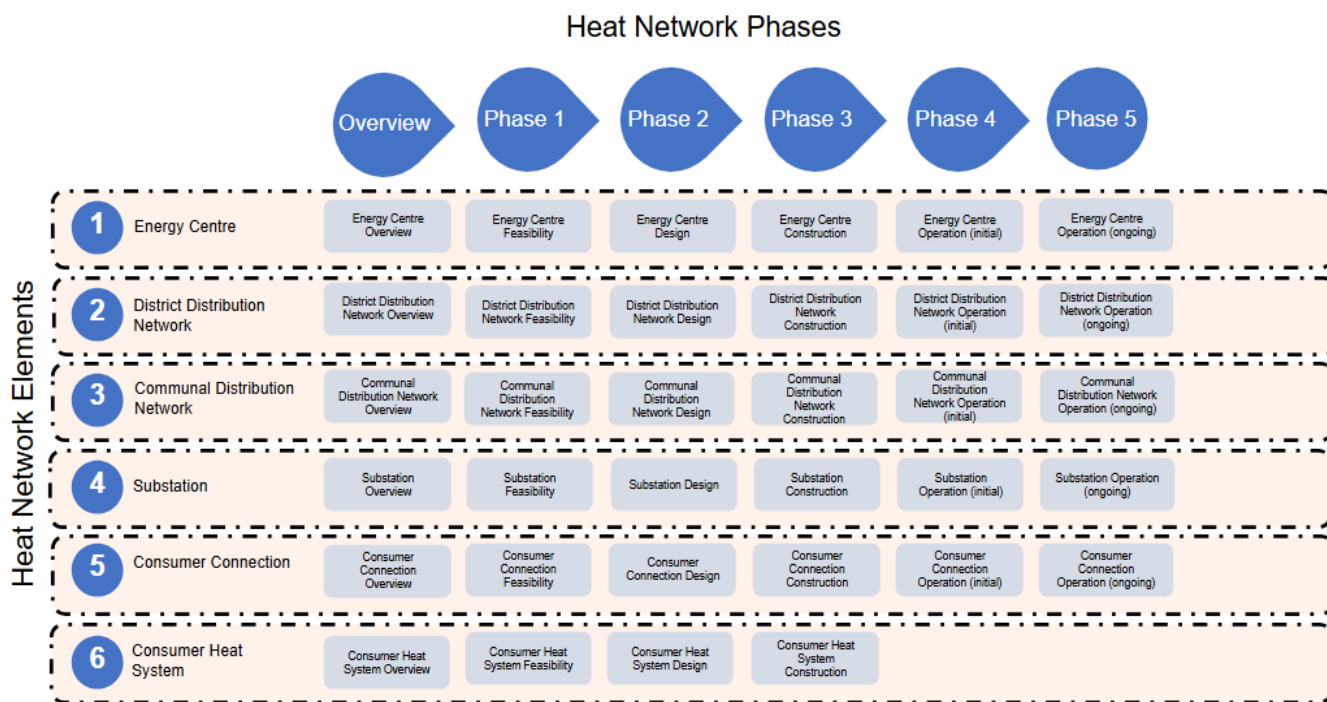 Heat Network Phases
Overview
Phase 1
Phase 2
Phase 3
Phase 4
Phase 5
Heat Network Elements
1
Energy Centre
Energy Centre
Overview
Energy Centre
Feasibility
Energy Centre
Design
Energy Centre
Construction
Energy Centre
Operation (initial)
Energy Centre
Operation (ongoing)
2
District Distribution
Network
District Distribution
Network Overview
District Distribution
Network Feasibility
District Distribution
Network Design
District Distribution
Network
Construction
District Distribution
Network Operation
(initial)
District Distribution
Network Operation
(ongoing)
3
Communal Distribution
Network
Communal
Distribution Network
Overview
Communal
Distribution
Network Feasibility
Communal
Distribution
Network Design
Communal
Distribution
Network
Construction
Communal
Distribution
Network Operation
(initial)
Communal
Distribution Network
Operation (ongoing)
4
Substation
Substation
Overview
Substation
Feasibility
Substation Design
Substation
Construction
Substation
Operation (initial)
Substation Operation
(ongoing)
5
Consumer Connection
Consumer
Connection
Overview
Consumer
Connection
Feasibility
Consumer
Connection Design
Consumer
Connection
Construction
Consumer
Connection
Operation (initial)
Consumer
Connection
Operation (ongoing)
6
Consumer Heat
System
Consumer Heat
System Overview
Consumer Heat
System Feasibility
Consumer Heat
System Design
Consumer Heat
System
Construction